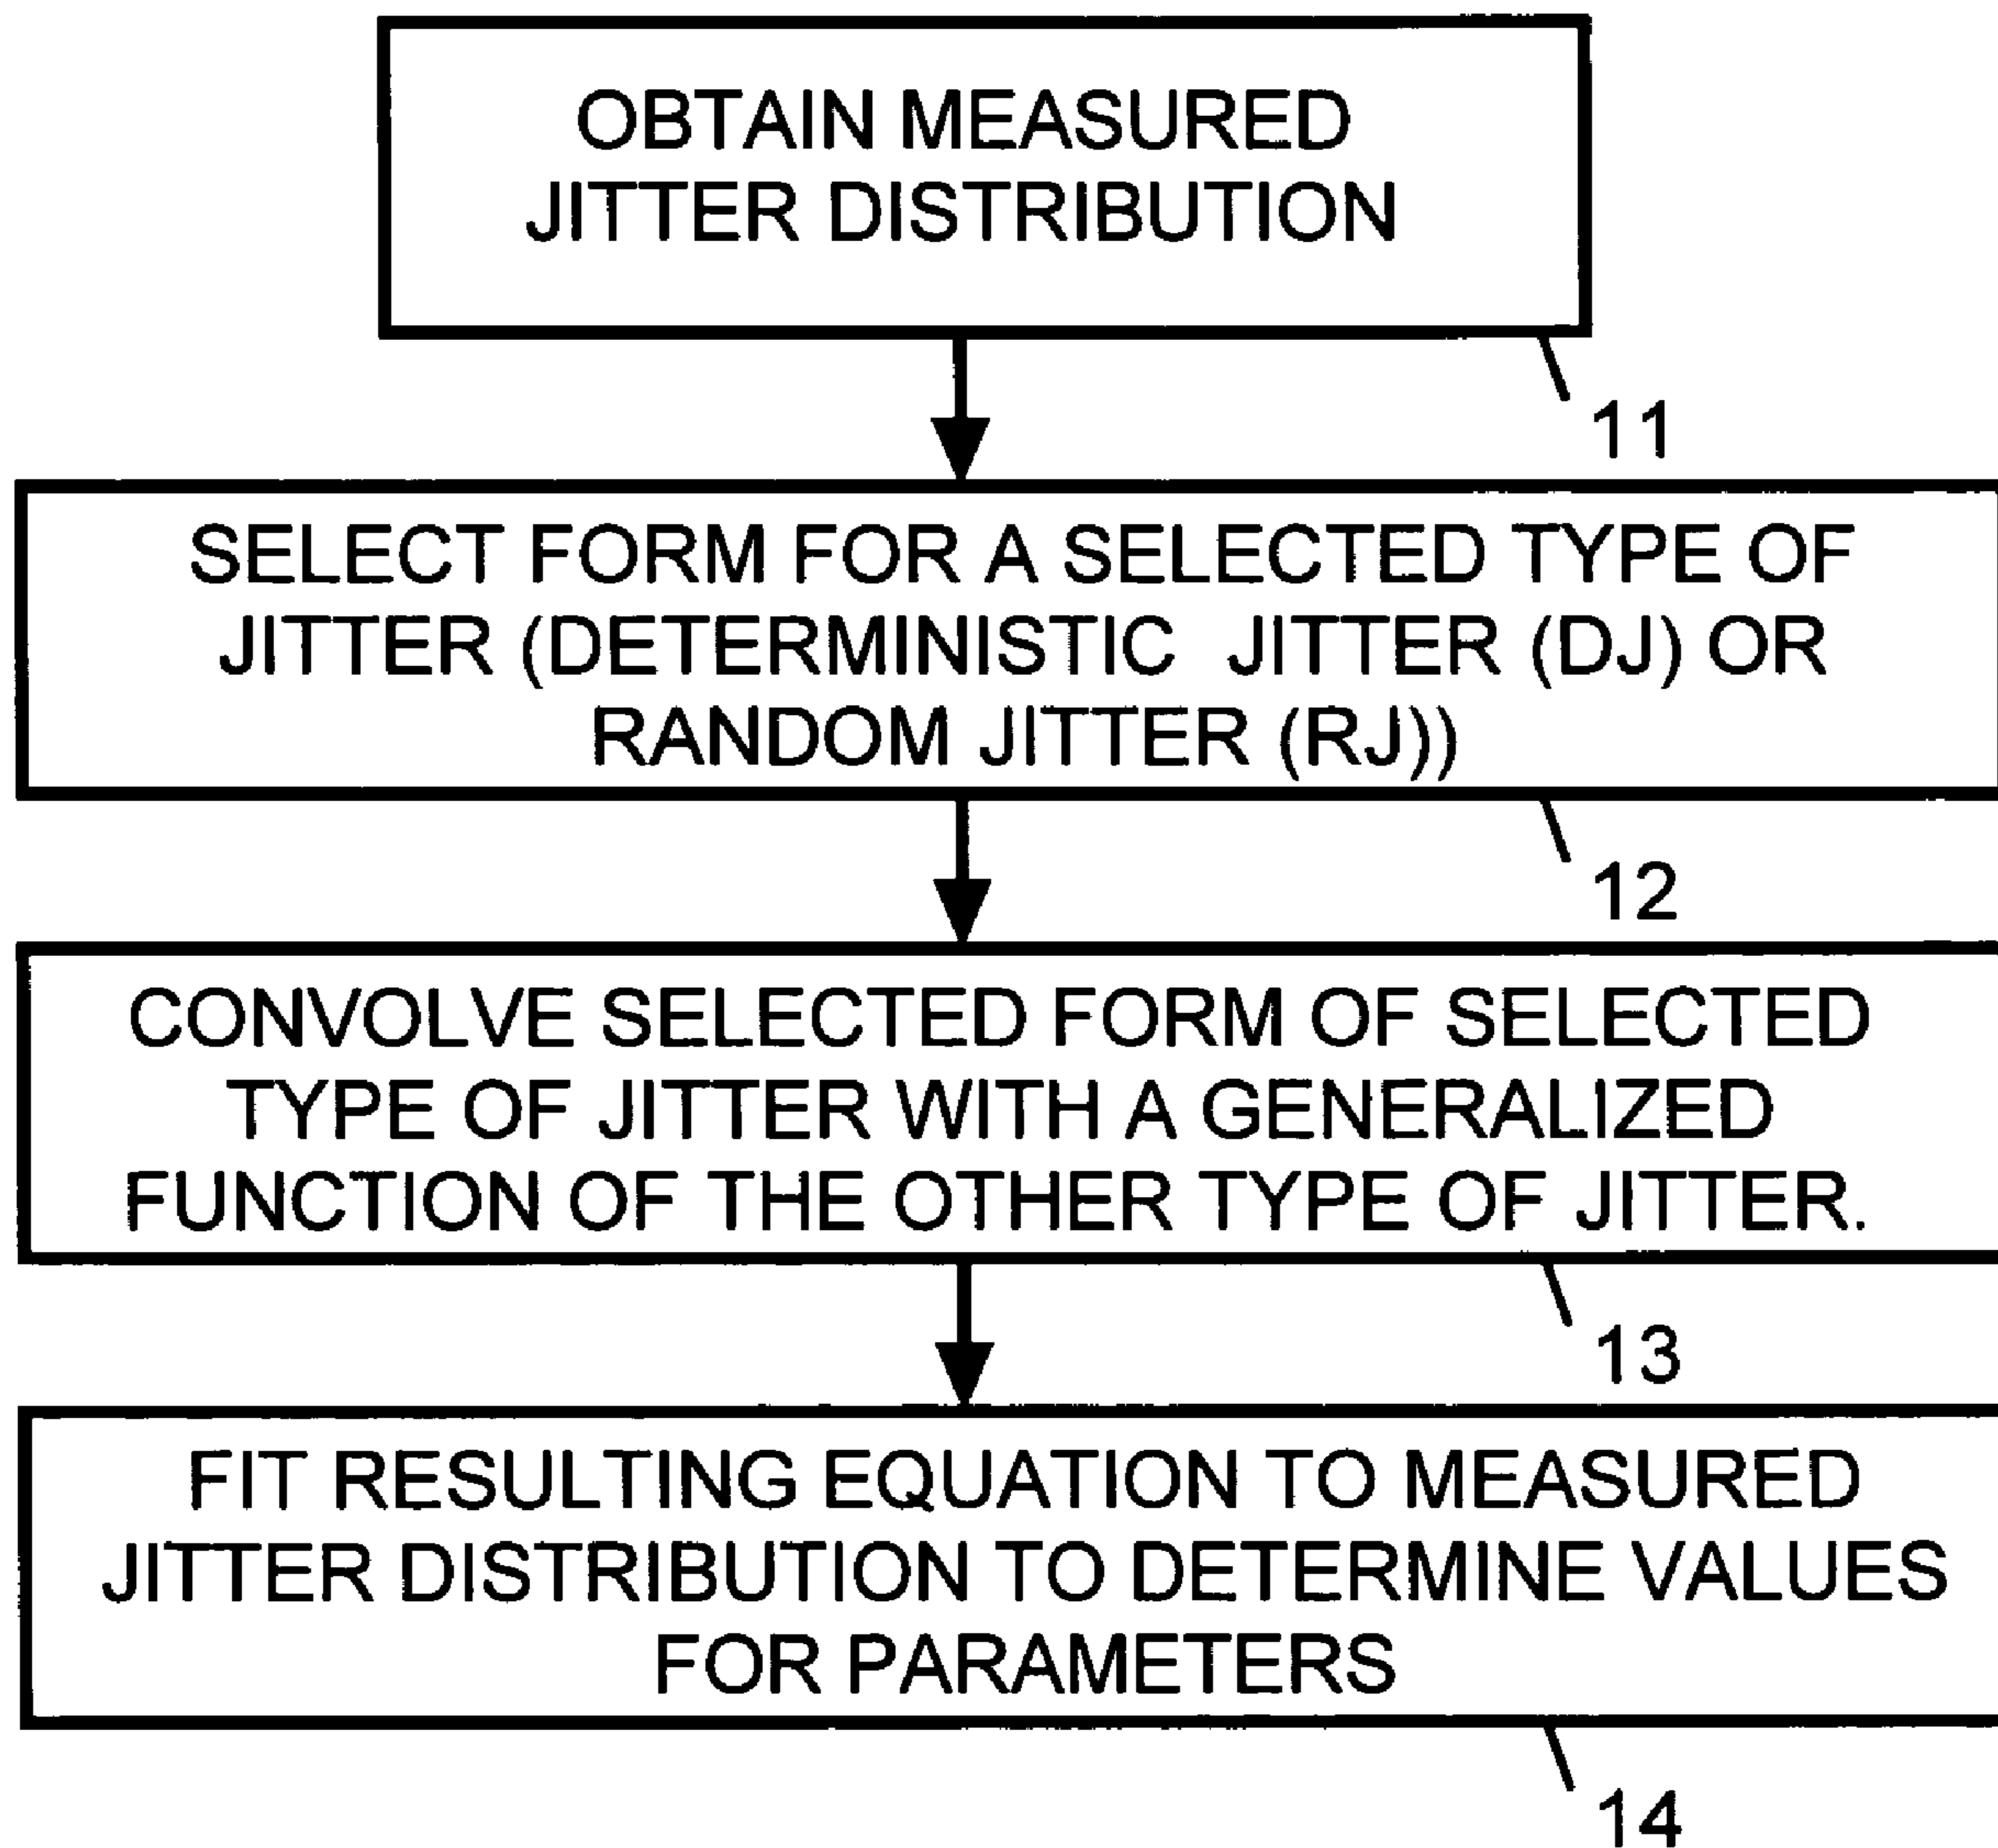 OBTAIN MEASURED
JITTER DISTRIBUTION
11
SELECT FORM FOR A SELECTED TYPE OF
JITTER (DETERMINISTIC JITTER (DJ) OR
RANDOM JITTER (RJ))
12
CONVOLVE SELECTED FORM OF SELECTED
TYPE OF JITTER WITH A GENERALIZED
FUNCTION OF THE OTHER TYPE OF JITTER.
13
FIT RESULTING EQUATION TO MEASURED
JITTER DISTRIBUTION TO DETERMINE VALUES
FOR PARAMETERS
14